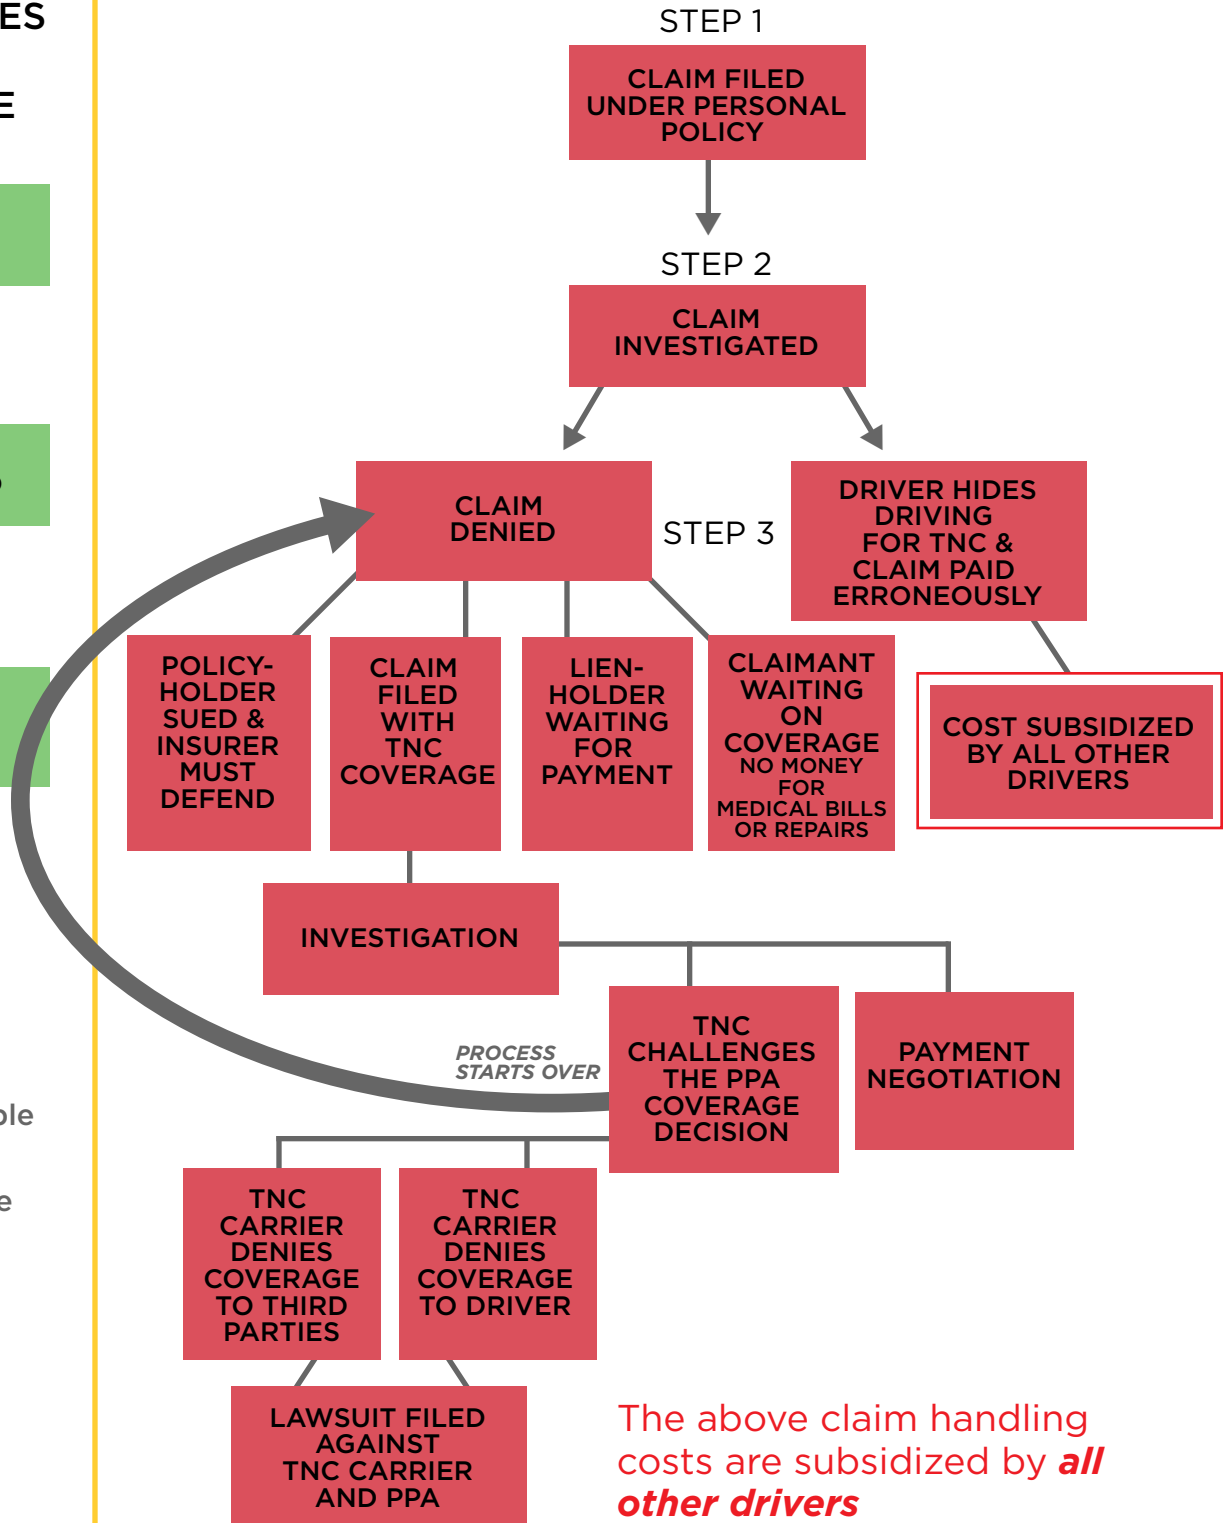 ES
E
STEP 1
CLAIM FILED
UNDER PERSONAL
POLICY
STEP 2
CLAIM
INVESTIGATED
CLAIM
DENIED
STEP 3
DRIVER HIDES
DRIVING
FOR TNC &
CLAIM PAID
ERRONEOUSLY
POLICY-
HOLDER
SUED &
INSURER
MUST
DEFEND
CLAIM
FILED
WITH
TNC
COVERAGE
LIEN-
HOLDER
WAITING
FOR
PAYMENT
CLAIMANT
WAITING
ON
COVERAGE
NO MONEY
FOR
MEDICAL BILLS
OR REPAIRS
COST SUBSIDIZED
BY ALL OTHER
DRIVERS
INVESTIGATION
PROCESS
STARTS OVER
TNC
CHALLENGES
THE PPA
COVERAGE
DECISION
PAYMENT
NEGOTIATION
TNC
CARRIER
DENIES
COVERAGE
TO THIRD
PARTIES
TNC
CARRIER
DENIES
COVERAGE
TO DRIVER
LAWSUIT FILED
AGAINST
TNC CARRIER
AND PPA
The above claim handling
costs are subsidized by all
other drivers